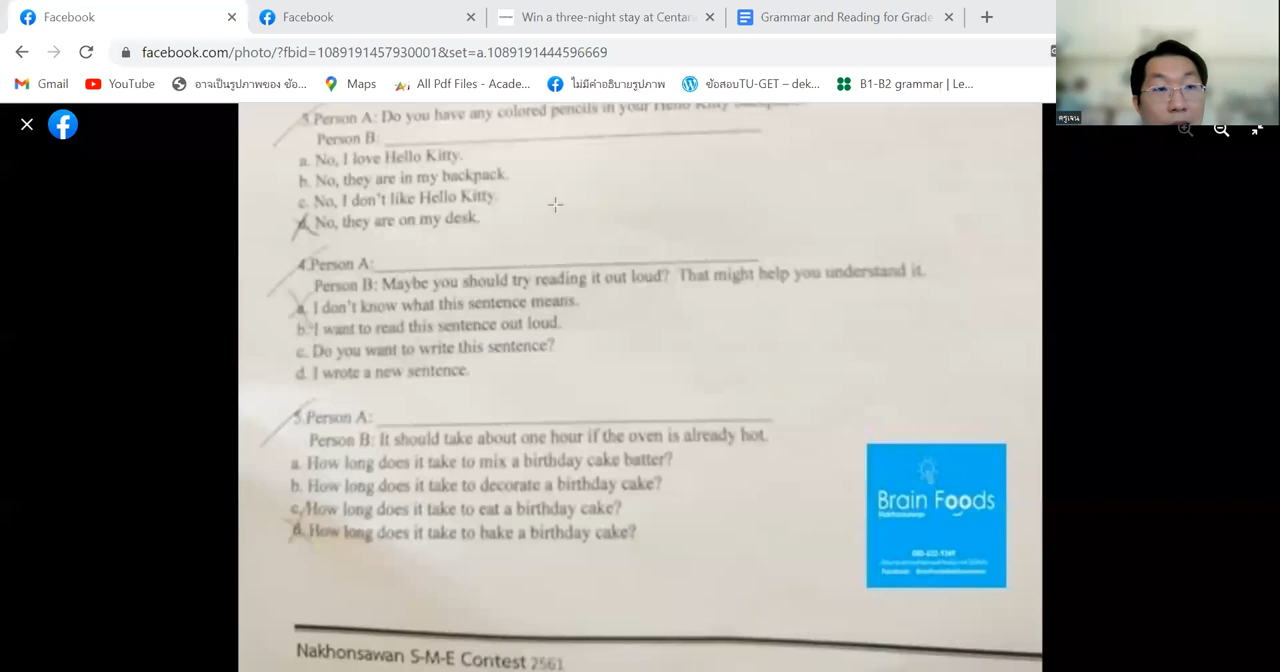 Facebook
Facebook
Win a three-night stay at Centar
Grammar and Reading for Grade
facebook.com/photo/?fbid=1089191457930001&set=a.1089191444596669
Gmail
YouTube
อาจเป็นรูปภาพของ ข้อ...
Maps
All Pdf Files - Acade...
ไม่มีคำอธิบายรูปภาพ
ข้อสอบTU-GET – dek...
B1-B2 grammar | Le...
ครูเจน
3. Person A: Do you have any colored pencils in your Hello Kitty
Person B:
a. No, I love Hello Kitty.
b. No, they are in my backpack.
c. No, I don't like Hello Kitty.
d. No, they are on my desk.
4. Person A:
Person B: Maybe you should try reading it out loud? That might help you understand it.
a. I don't know what this sentence means.
b. I want to read this sentence out loud.
c. Do you want to write this sentence?
d. I wrote a new sentence.
5. Person A:
Person B: It should take about one hour if the oven is already hot.
a. How long does it take to mix a birthday cake batter?
b. How long does it take to decorate a birthday cake?
c. How long does it take to eat a birthday cake?
d. How long does it take to bake a birthday cake?
Brain Foods
Nakhonsawan S-M-E Contest 2561